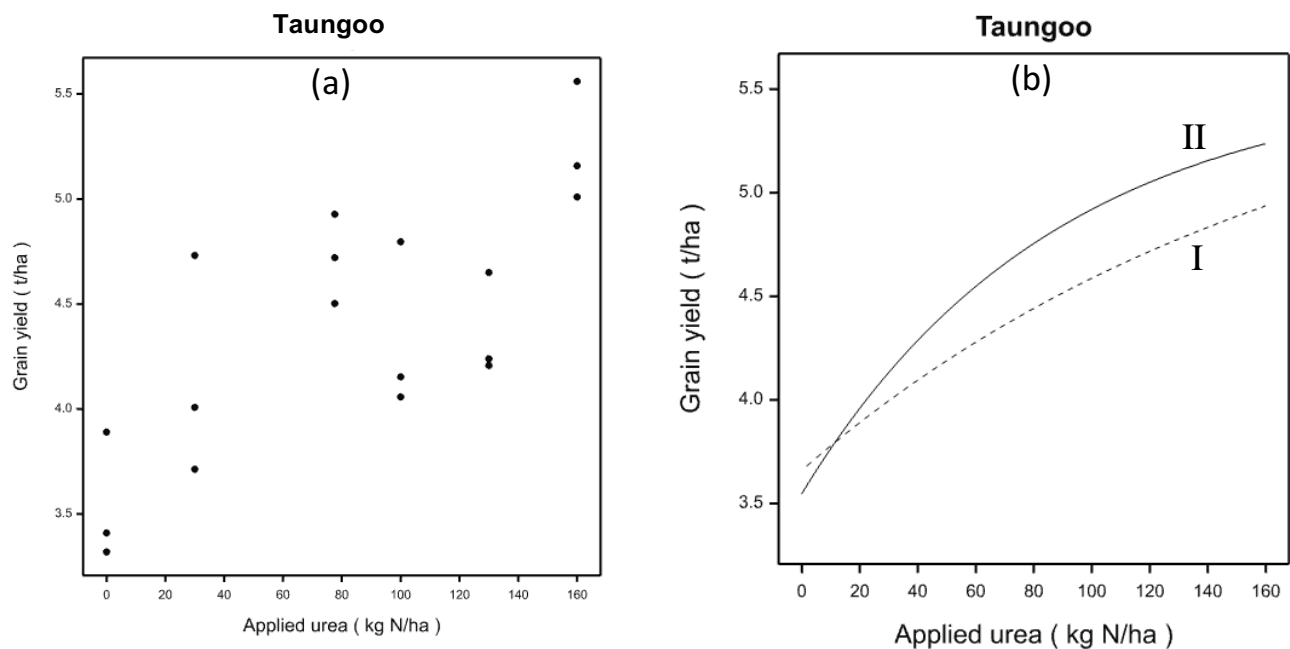 Taungoo
(a)
5.5
5.0
4.5
4.0
3.5
Grain yield ( t/ha )
0 20 40 60 80 100 120 140 160
Applied urea ( kg N/ha )
Taungoo
(b)
5.5
5.0
4.5
4.0
3.5
Grain yield ( t/ha )
II
I
0 20 40 60 80 100 120 140 160
Applied urea ( kg N/ha )